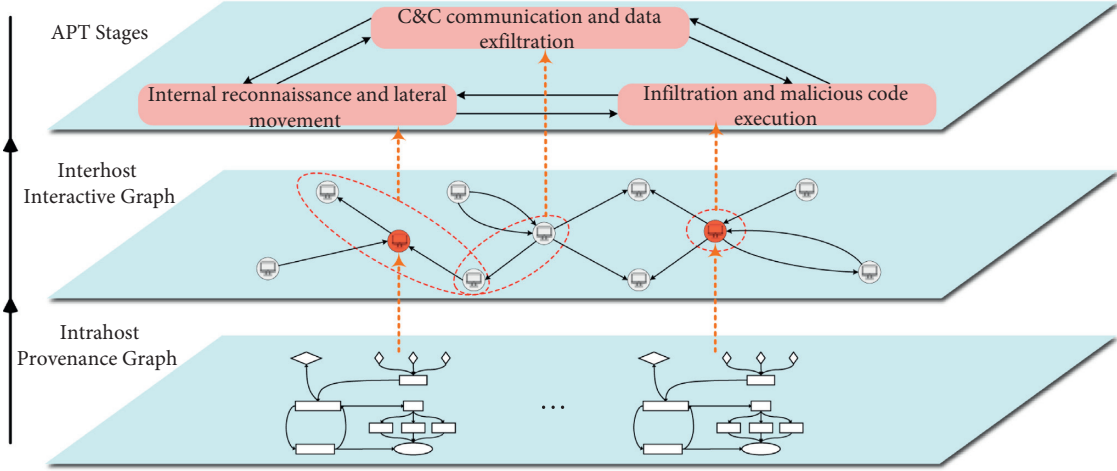 APT Stages
C&C communication and data
exfiltration
Internal reconnaissance and lateral
movement
Infiltration and malicious code
execution
Interhost
Interactive Graph
Intrahost
Provenance Graph
...